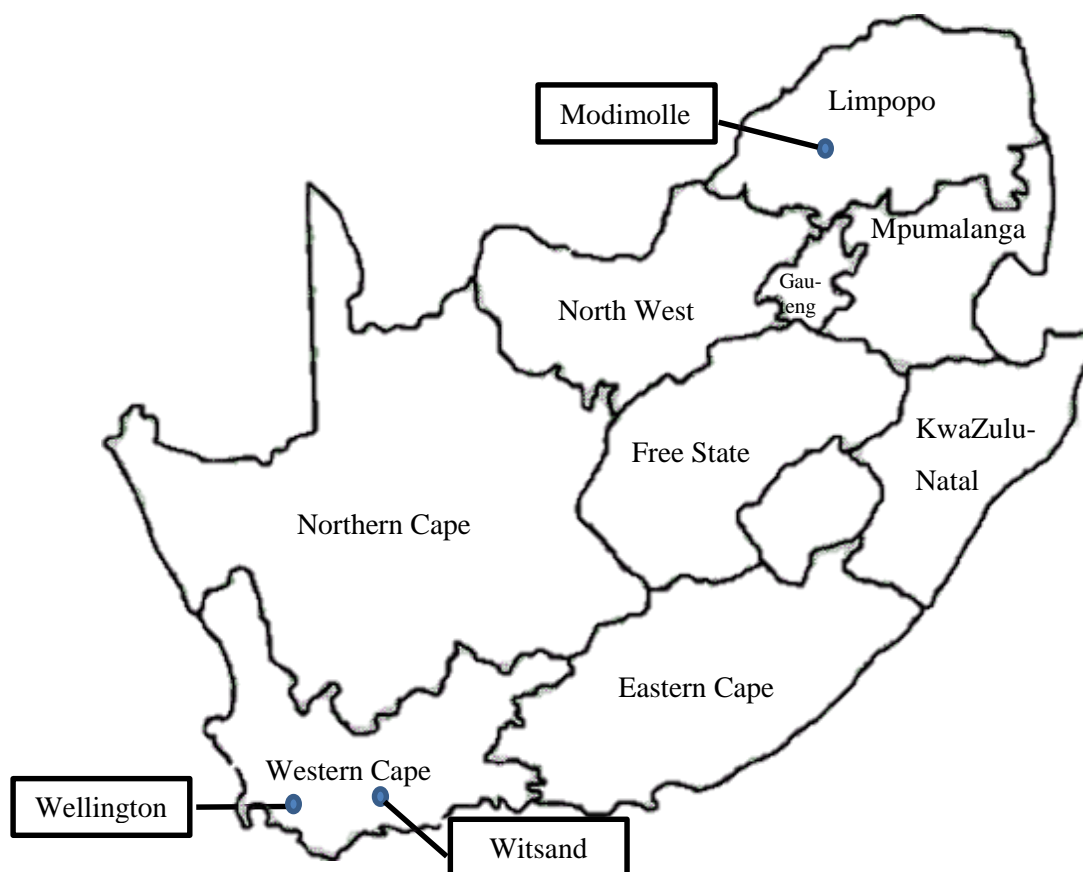 Limpopo
Modimolle
Mpumalanga
Gau-
eng
North West
KwaZulu-
Natal
Free State
Northern Cape
Eastern Cape
Western Cape
Wellington
Witsand